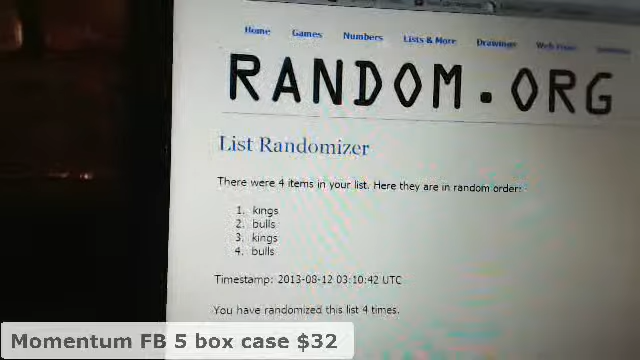 Home Games Numbers Lists & More Drawings Web Tools
RANDOM.ORG
List Randomizer
There were 4 items in your list. Here they are in random order:
1. kings
2. bulls
3. kings
4. bulls
Timestamp: 2013-08-12 03:10:42 UTC
You have randomized this list 4 times.
Momentum FB 5 box case $32